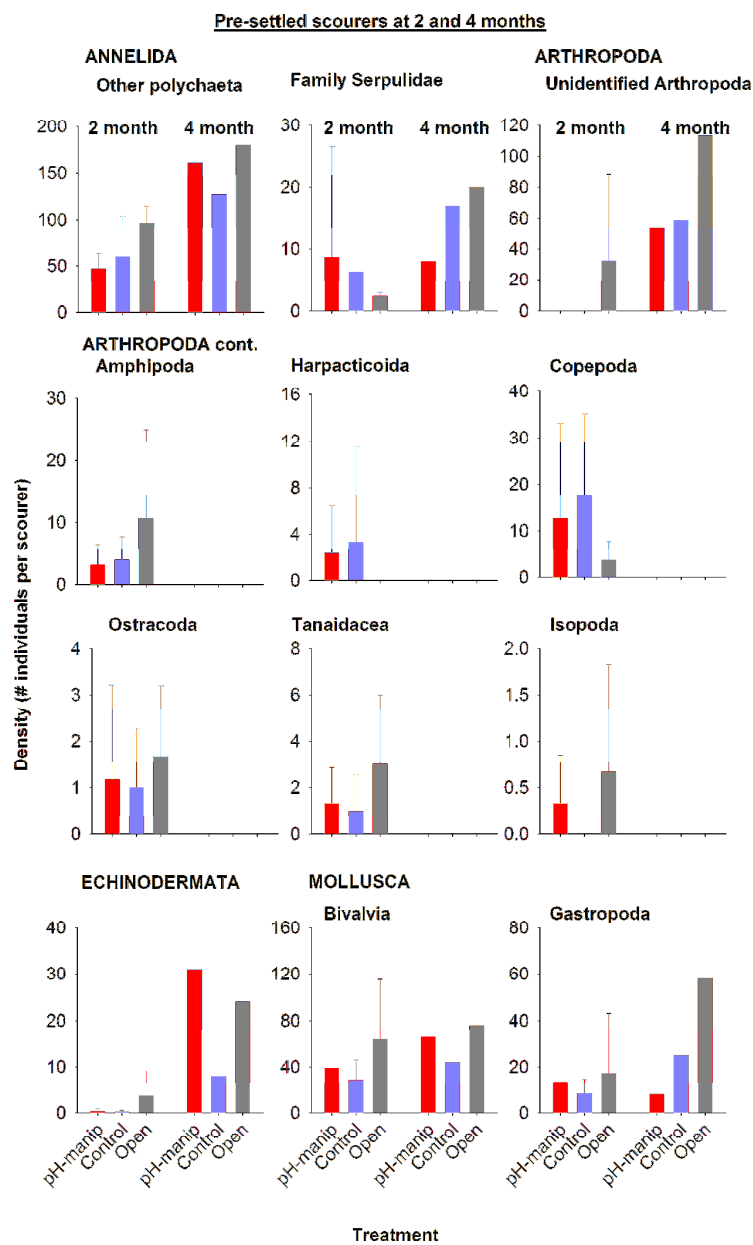 Pre-settled scourers at 2 and 4 months
ANNELIDA
ARTHROPODA
Other polychaeta
Family Serpulidae
Unidentified Arthropoda
2 month 4 month
200
150
100
50
0
2 month 4 month
30
20
10
0
2 month 4 month
120
100
80
60
40
20
0
ARTHROPODA cont.
Amphipoda
Harpacticoida
Copepoda
30
20
10
0
16
12
8
4
0
40
30
20
10
0
Density (# individuals per scourer)
Ostracoda
Tanaidacea
Isopoda
4
3
2
1
0
8
6
4
2
0
2.0
1.5
1.0
0.5
0.0
ECHINODERMATA
MOLLUSCA
Bivalvia
Gastropoda
40
30
20
10
0
160
120
80
40
0
80
60
40
20
0
pH-manip
Control
Open
pH-manip
Control
Open
pH-manip
Control
Open
pH-manip
Control
Open
pH-manip
Control
Open
pH-manip
Control
Open
Treatment